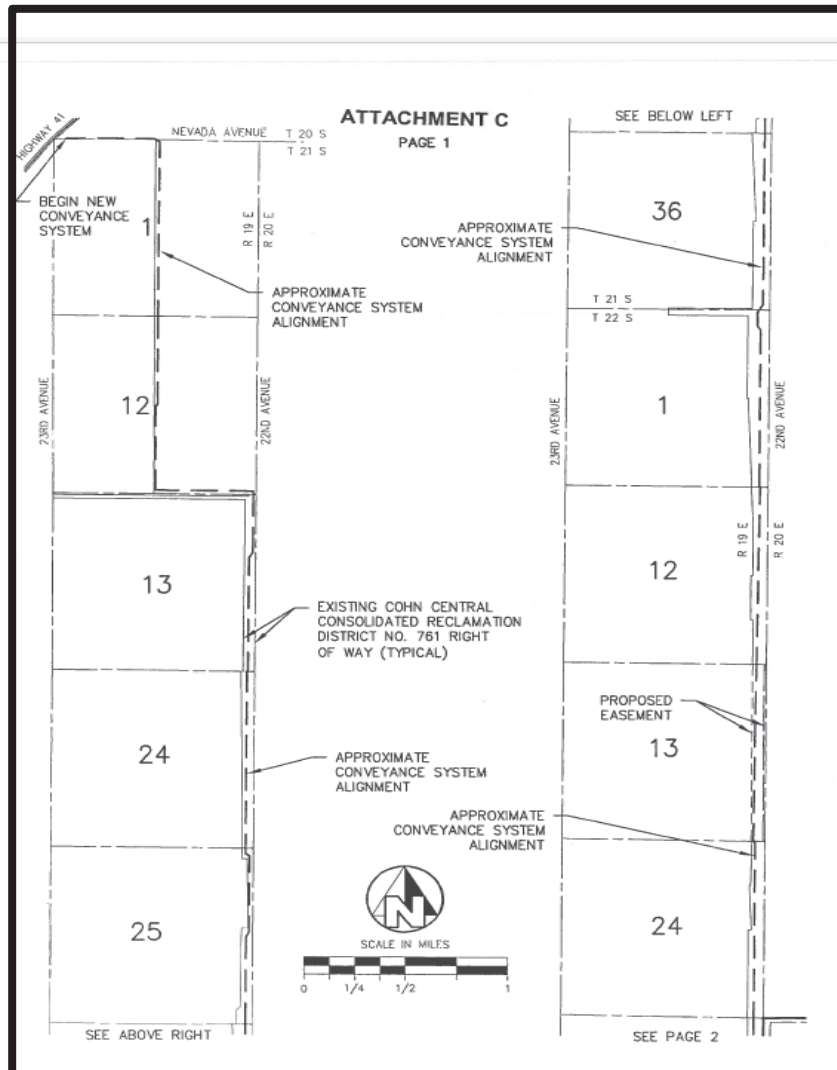 ATTACHMENT C
PAGE 1
HIGHWAY 41
NEVADA AVENUE
T 20 S
T 21 S
BEGIN NEW
CONVEYANCE
SYSTEM
1
R 19 E
R 20 E
APPROXIMATE
CONVEYANCE SYSTEM
ALIGNMENT
23RD AVENUE
12
22ND AVENUE
13
EXISTING COHN CENTRAL
CONSOLIDATED RECLAMATION
DISTRICT NO. 761 RIGHT
OF WAY (TYPICAL)
24
APPROXIMATE
CONVEYANCE SYSTEM
ALIGNMENT
25
SEE ABOVE RIGHT
N
SCALE IN MILES
0 1/4 1/2 1
SEE BELOW LEFT
36
APPROXIMATE
CONVEYANCE SYSTEM
ALIGNMENT
T 21 S
T 22 S
1
23RD AVENUE
22ND AVENUE
R 19 E
R 20 E
12
PROPOSED
EASEMENT
13
APPROXIMATE
CONVEYANCE SYSTEM
ALIGNMENT
24
SEE PAGE 2